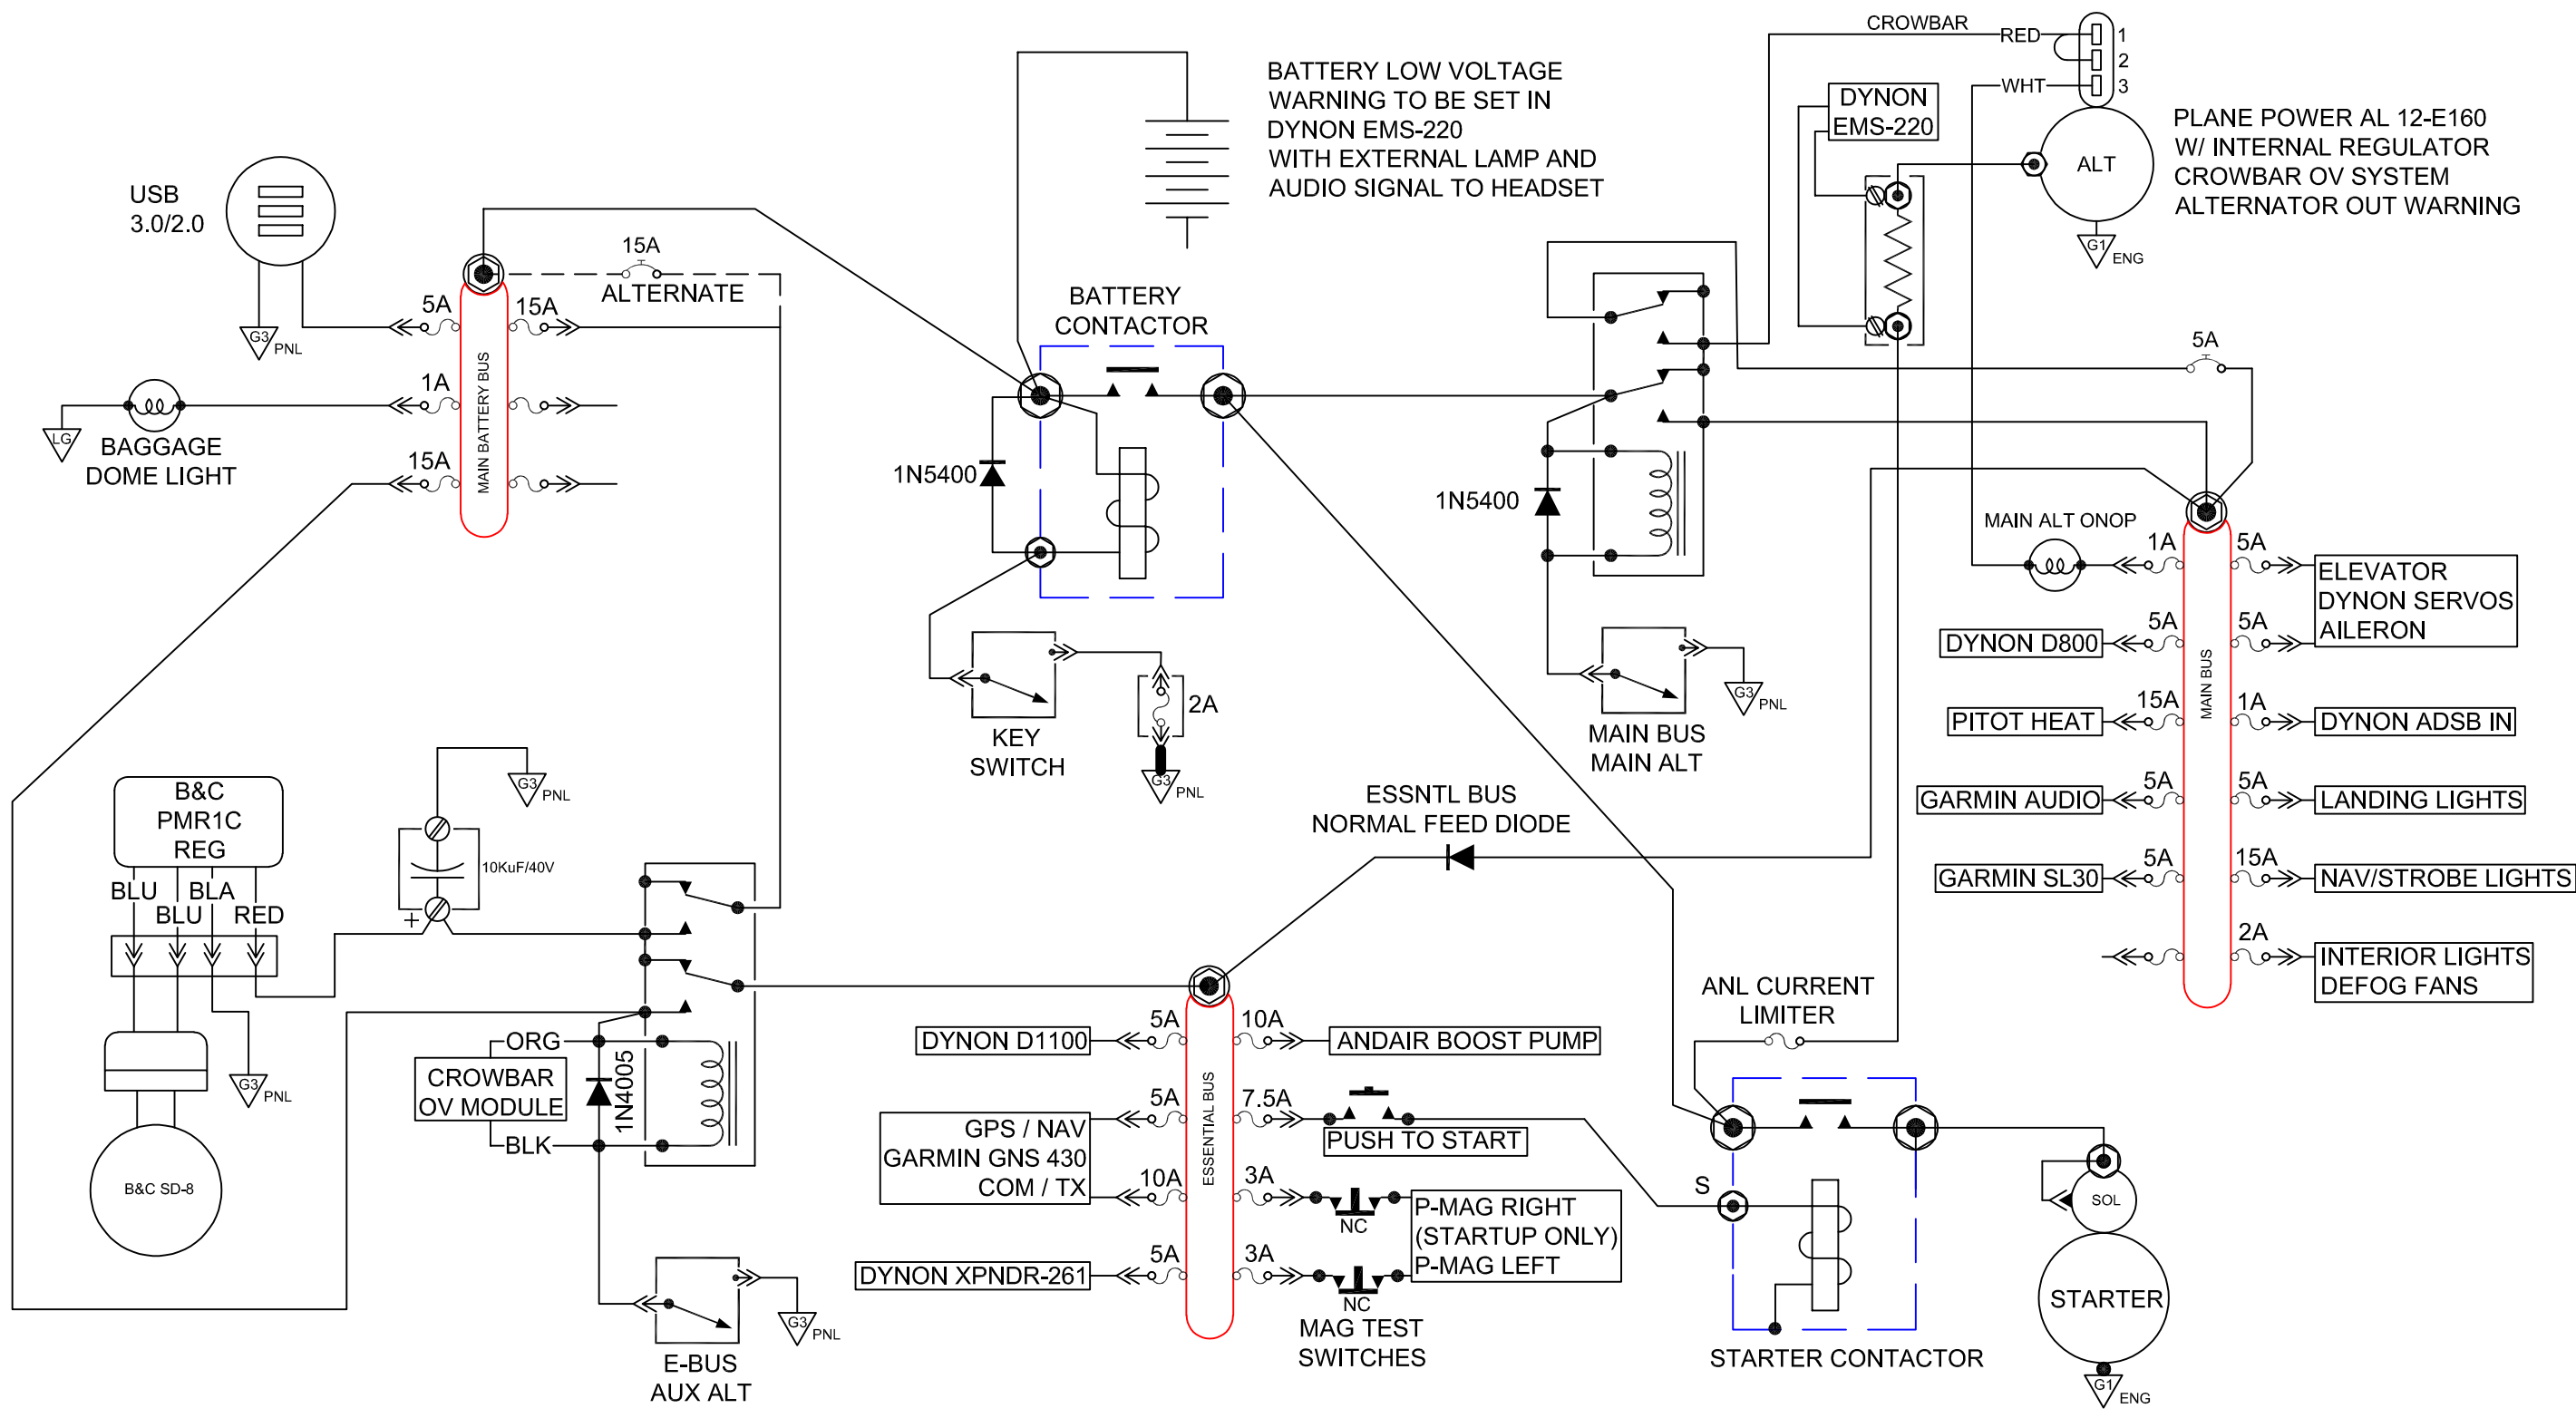 CROWBAR
RED
1
2
WHT
3
BATTERY LOW VOLTAGE
WARNING TO BE SET IN
DYNON EMS-220
WITH EXTERNAL LAMP AND
AUDIO SIGNAL TO HEADSET
DYNON
EMS-220
ALT
G1
ENG
PLANE POWER AL 12-E160
W/ INTERNAL REGULATOR
CROWBAR OV SYSTEM
ALTERNATOR OUT WARNING
USB
3.0/2.0
15A
ALTERNATE
5A
15A
G3
PNL
1A
LG
BAGGAGE
DOME LIGHT
15A
MAIN BATTERY BUS
BATTERY
CONTACTOR
1N5400
KEY
SWITCH
2A
G3
PNL
1N5400
G3
PNL
MAIN BUS
MAIN ALT
5A
MAIN ALT ONOP
1A
5A
ELEVATOR
DYNON SERVOS
AILERON
DYNON D800
5A
5A
MAIN BUS
PITOT HEAT
15A
1A
DYNON ADSB IN
GARMIN AUDIO
5A
5A
LANDING LIGHTS
GARMIN SL30
5A
15A
NAV/STROBE LIGHTS
2A
INTERIOR LIGHTS
DEFOG FANS
B&C
PMR1C
REG
BLU
BLA
BLU
RED
G3
PNL
10KuF/40V
+
G3
PNL
B&C SD-8
ORG
CROWBAR
OV MODULE
BLK
1N4005
G3
PNL
E-BUS
AUX ALT
ESSNTL BUS
NORMAL FEED DIODE
DYNON D1100
5A
10A
ANDAIR BOOST PUMP
5A
7.5A
GPS / NAV
GARMIN GNS 430
COM / TX
PUSH TO START
ESSENTIAL BUS
10A
3A
NC
P-MAG RIGHT
(STARTUP ONLY)
P-MAG LEFT
DYNON XPNDR-261
5A
3A
NC
MAG TEST
SWITCHES
ANL CURRENT
LIMITER
S
STARTER CONTACTOR
SOL
STARTER
G1
ENG